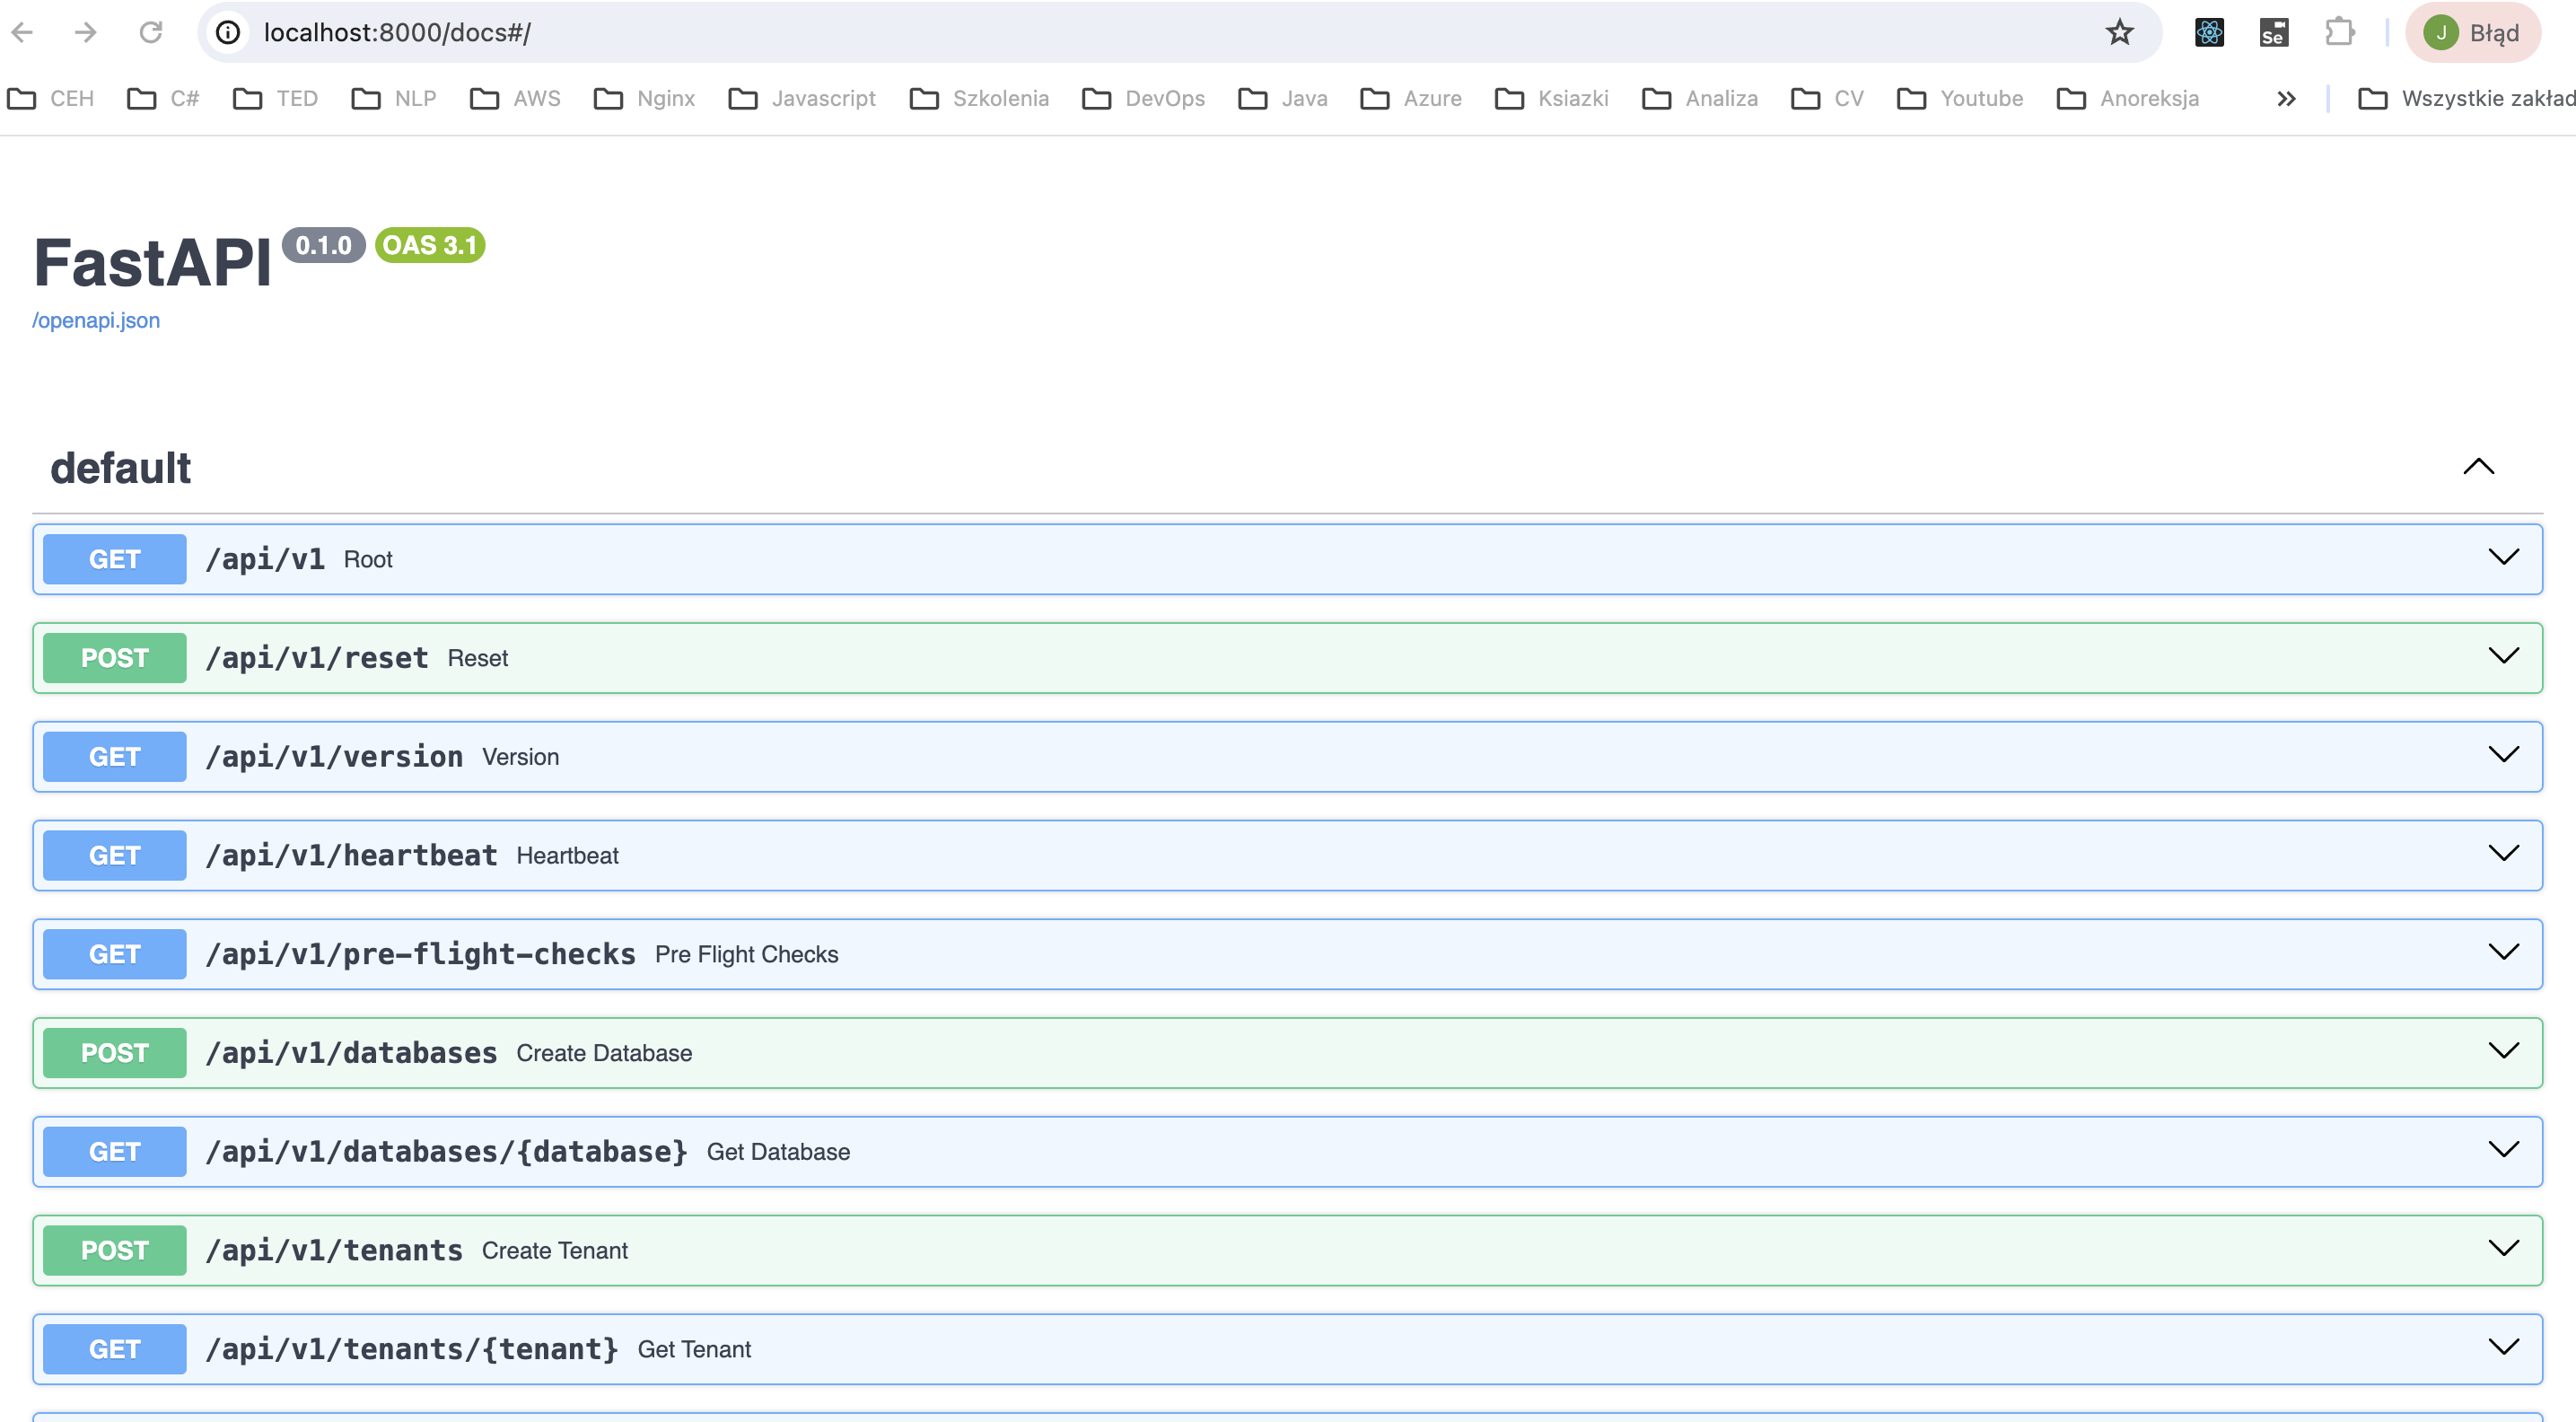 localhost:8000/docs#/ Se J Błąd
CEH C# TED NLP AWS Nginx Javascript Szkolenia DevOps Java Azure Ksiazki Analiza CV Youtube Anoreksja » Wszystkie zakład
FastAPI 0.1.0 OAS 3.1
/openapi.json
default
GET /api/v1 Root
POST /api/v1/reset Reset
GET /api/v1/version Version
GET /api/v1/heartbeat Heartbeat
GET /api/v1/pre-flight-checks Pre Flight Checks
POST /api/v1/databases Create Database
GET /api/v1/databases/{database} Get Database
POST /api/v1/tenants Create Tenant
GET /api/v1/tenants/{tenant} Get Tenant